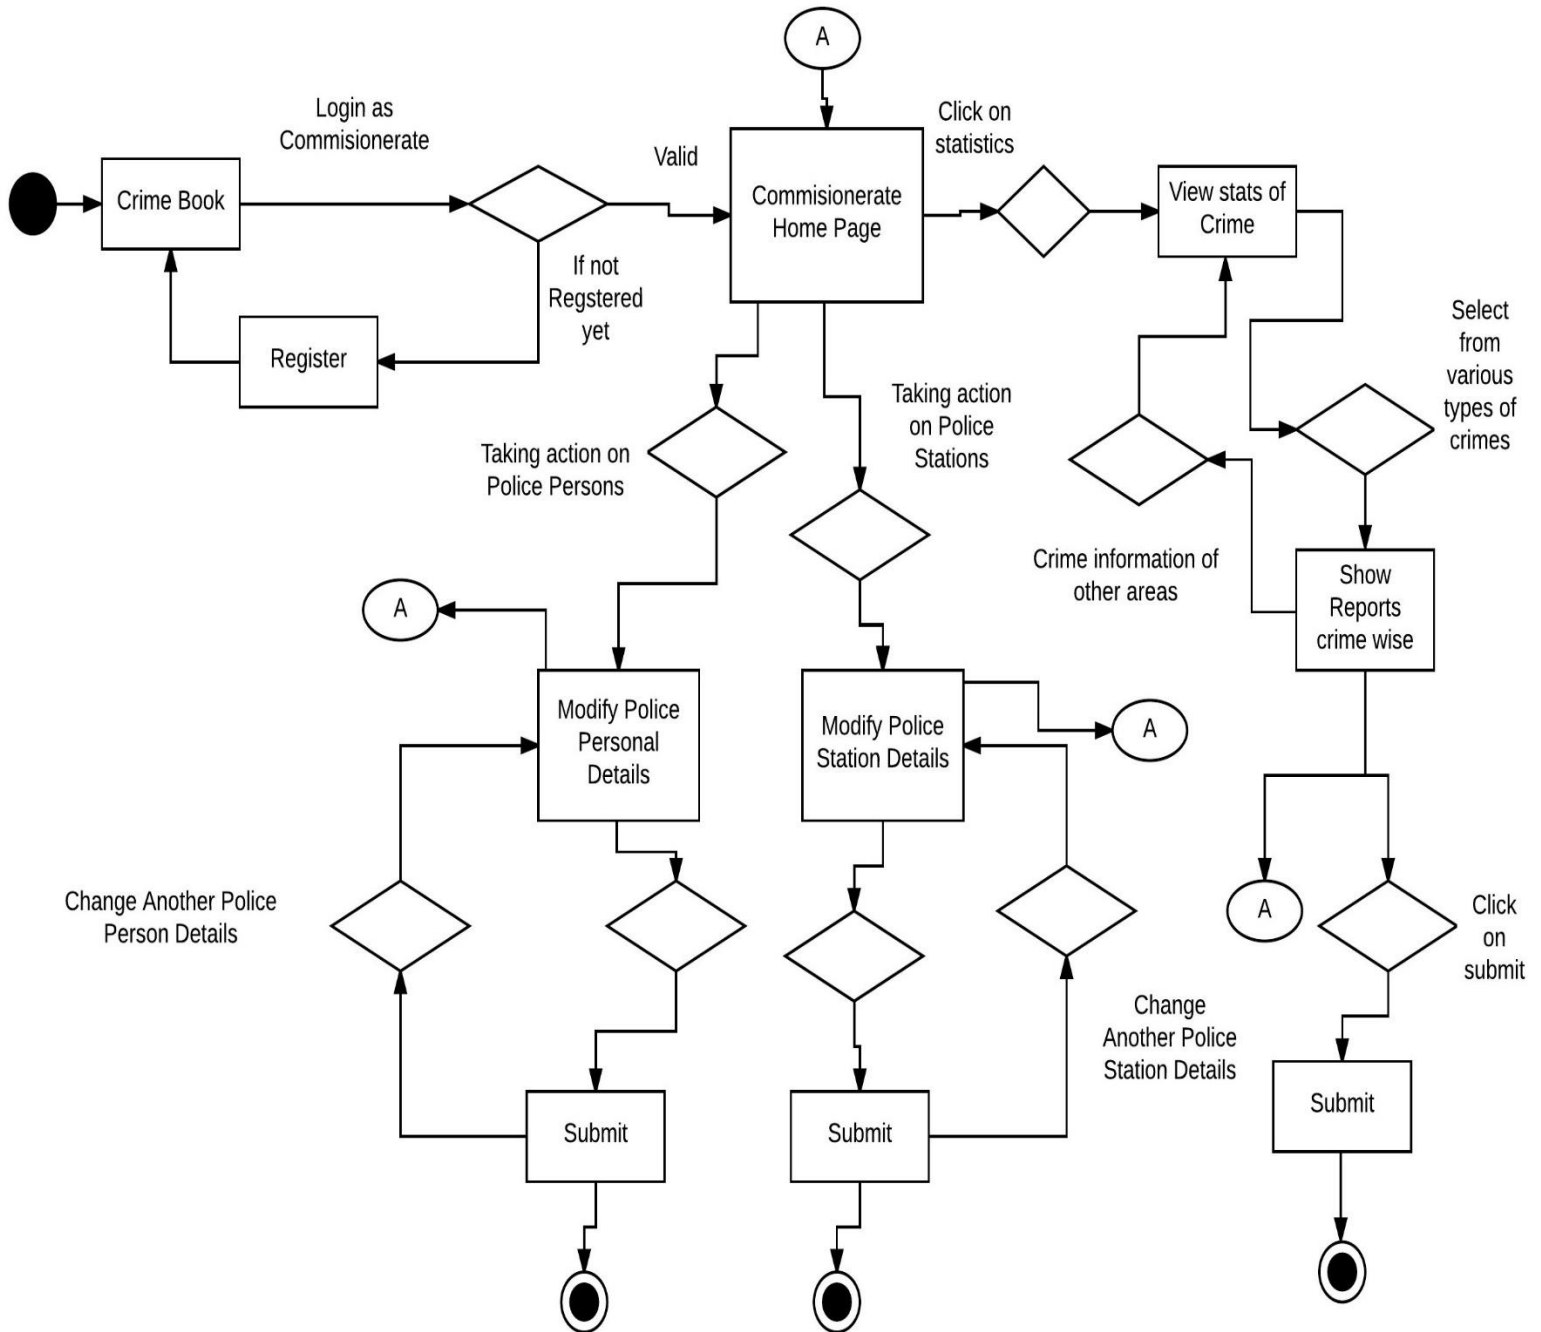 A
Login as
Commisionerate
Click on
statistics
Valid
Crime Book
Commisionerate
Home Page
View stats of
Crime
If not
Regstered
yet
Register
Select
from
various
types of
crimes
Taking action on
Police Persons
Taking action
on Police
Stations
Crime information of
other areas
Show
Reports
crime wise
A
Modify Police
Personal
Details
Modify Police
Station Details
A
Change Another Police
Person Details
A
Click
on
submit
Change
Another Police
Station Details
Submit
Submit
Submit